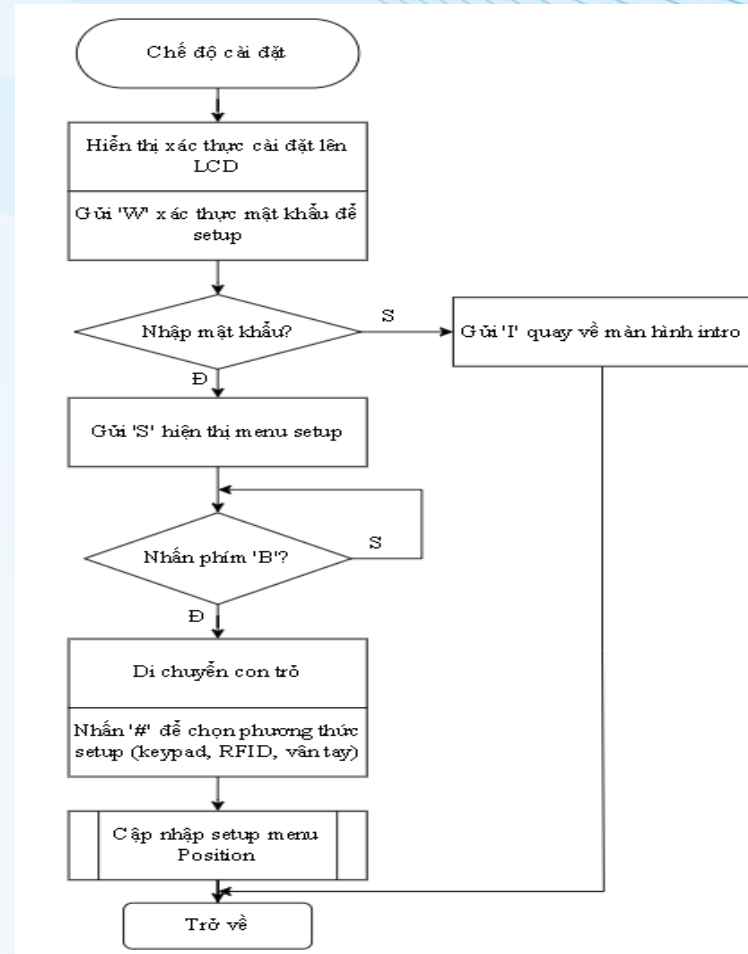 Chế độ cài đặt
Hiển thị xác thực cài đặt lên
LCD
Gửi 'W' xác thực mật khẩu để
setup
Nhập mật khẩu?
S
Gửi 'I' quay về màn hình intro
Đ
Gửi 'S' hiện thị menu setup
Nhấn phím 'B'?
S
Đ
Di chuyển con trỏ
Nhấn '#' để chọn phương thức
setup (keypad, RFID, vân tay)
Cập nhập setup menu
Position
Trở về